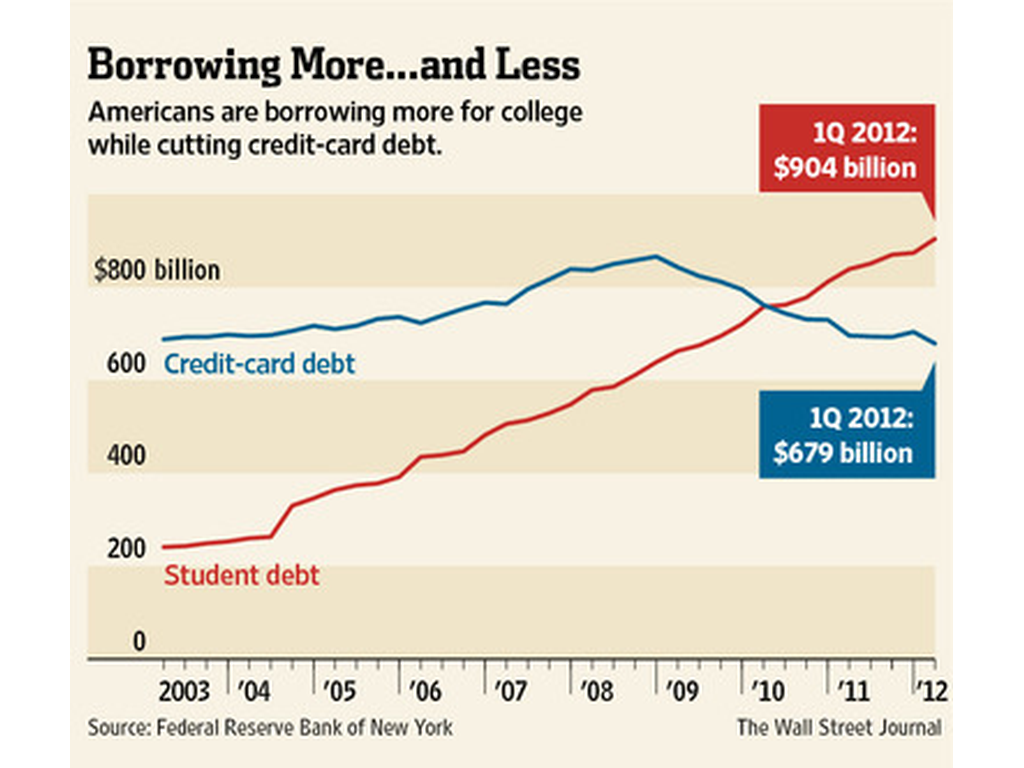 Borrowing More...and Less
Americans are borrowing more for college
while cutting credit-card debt.
1Q 2012:
$904 billion
$800 billion
600
Credit-card debt
1Q 2012:
$679 billion
400
200
Student debt
0
2003 '04 '05 '06 '07 '08 '09 '10 '11 '12
Source: Federal Reserve Bank of New York
The Wall Street Journal